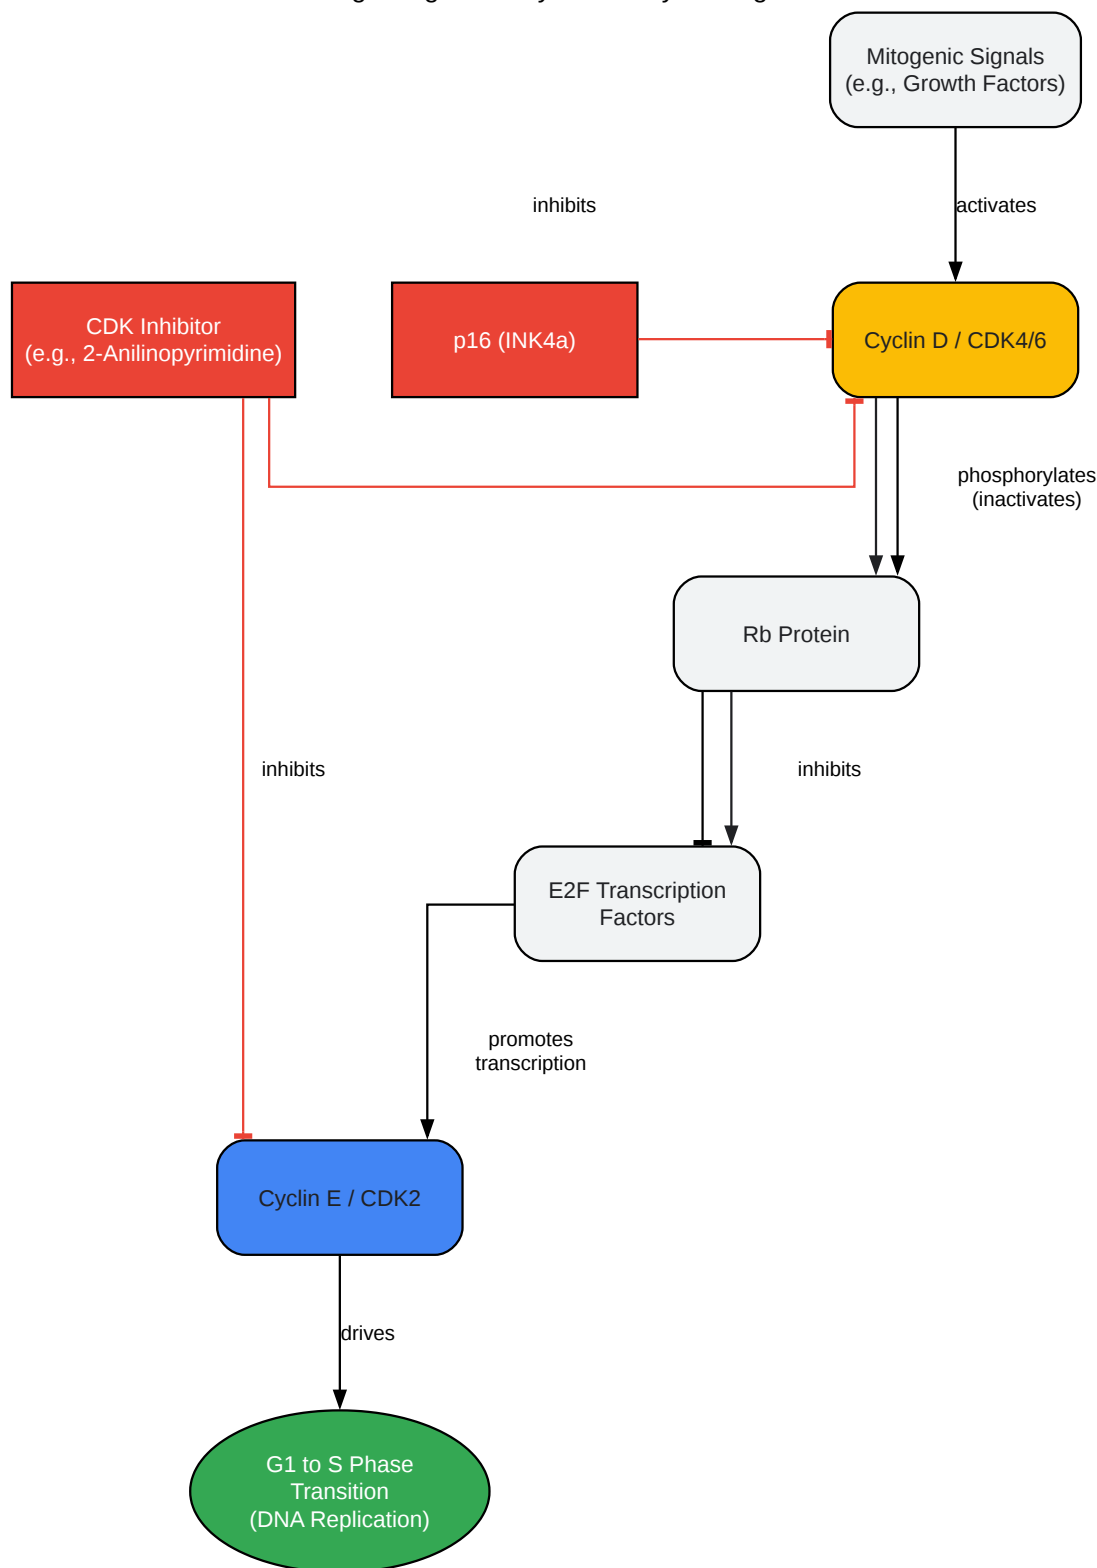 Mitogenic Signals
(e.g., Growth Factors)
inhibits
activates
CDK Inhibitor
(e.g., 2-Anilinopyrimidine)
p16 (INK4a)
Cyclin D / CDK4/6
phosphorylates
(inactivates)
Rb Protein
inhibits
inhibits
E2F Transcription
Factors
promotes
transcription
Cyclin E / CDK2
drives
G1 to S Phase
Transition
(DNA Replication)